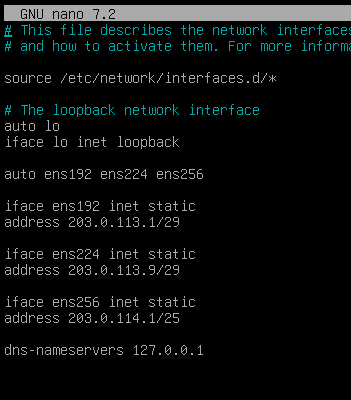 GNU nano 7.2
# This file describes the network interfaces
# and how to activate them. For more informa
source /etc/network/interfaces.d/*
# The loopback network interface
auto lo
iface lo inet loopback
auto ens192 ens224 ens256
iface ens192 inet static
address 203.0.113.1/29
iface ens224 inet static
address 203.0.113.9/29
iface ens256 inet static
address 203.0.114.1/25
dns-nameservers 127.0.0.1